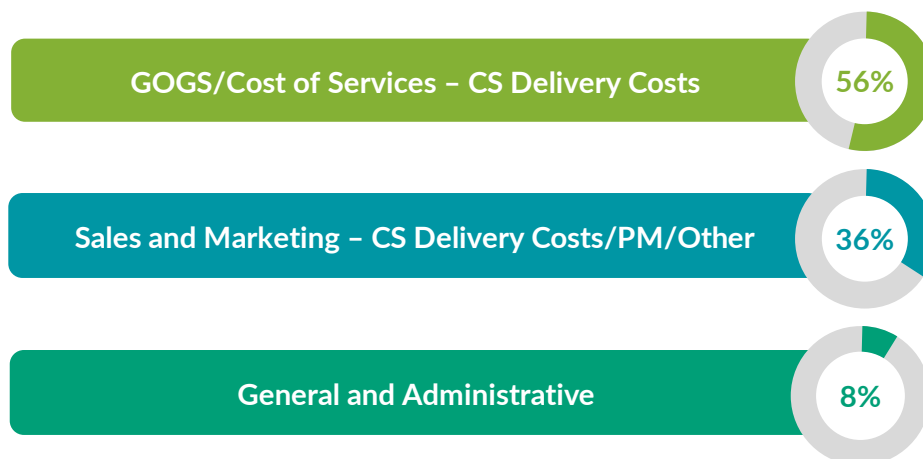 GOGS/Cost of Services – CS Delivery Costs
56%
Sales and Marketing – CS Delivery Costs/PM/Other
36%
General and Administrative
8%